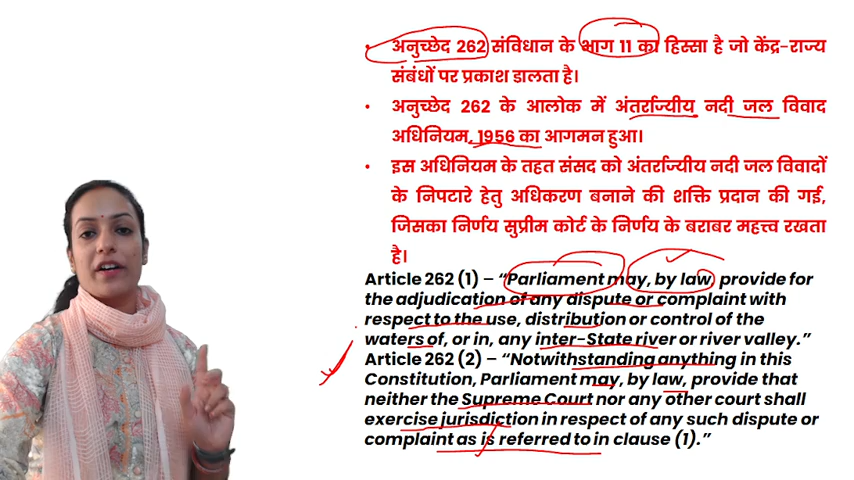 • अनुच्छेद 262 संविधान के भाग 11 का हिस्सा है जो केंद्र-राज्य
संबंधों पर प्रकाश डालता है।
• अनुच्छेद 262 के आलोक में अंतर्राज्यीय नदी जल विवाद
अधिनियम, 1956 का आगमन हुआ।
• इस अधिनियम के तहत संसद को अंतर्राज्यीय नदी जल विवादों
के निपटारे हेतु अधिकरण बनाने की शक्ति प्रदान की गई,
जिसका निर्णय सुप्रीम कोर्ट के निर्णय के बराबर महत्त्व रखता
है।
Article 262 (1) – “Parliament may, by law, provide for
the adjudication of any dispute or complaint with
respect to the use, distribution or control of the
waters of, or in, any inter-State river or river valley.”
Article 262 (2) – “Notwithstanding anything in this
Constitution, Parliament may, by law, provide that
neither the Supreme Court nor any other court shall
exercise jurisdiction in respect of any such dispute or
complaint as is referred to in clause (1).”